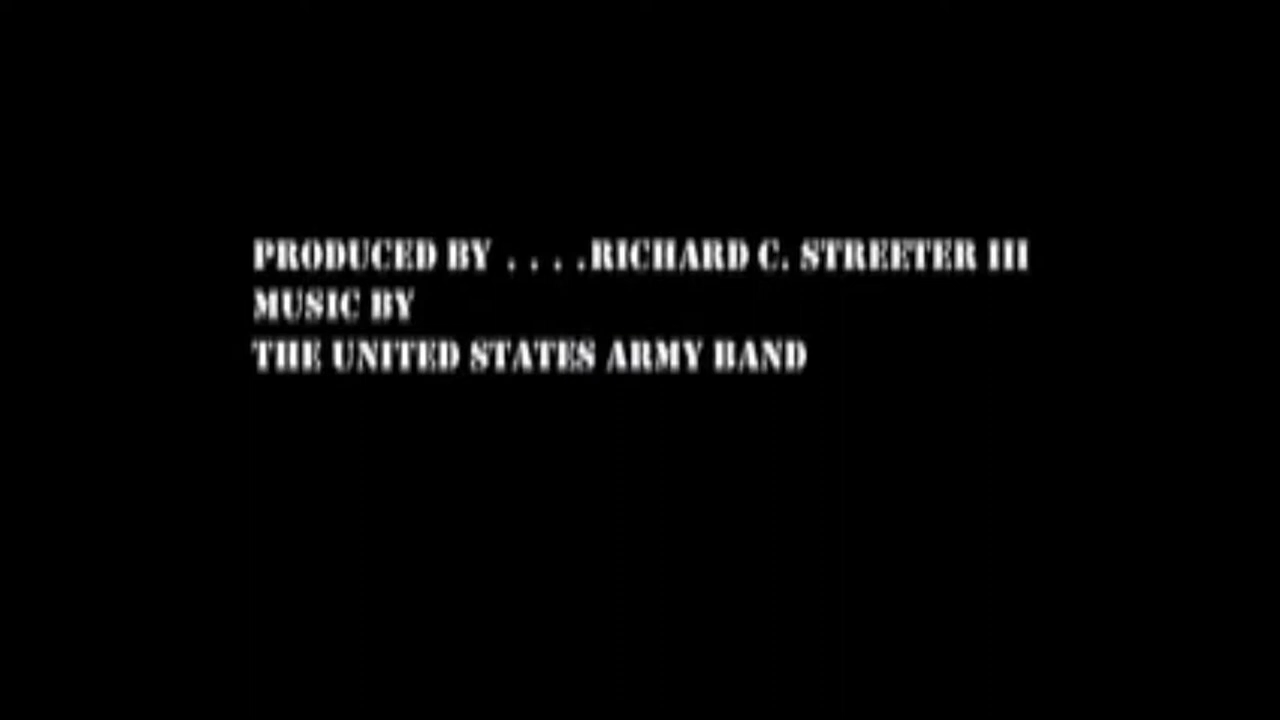 PRODUCED BY . . . .RICHARD C. STREETER III
MUSIC BY
THE UNITED STATES ARMY BAND